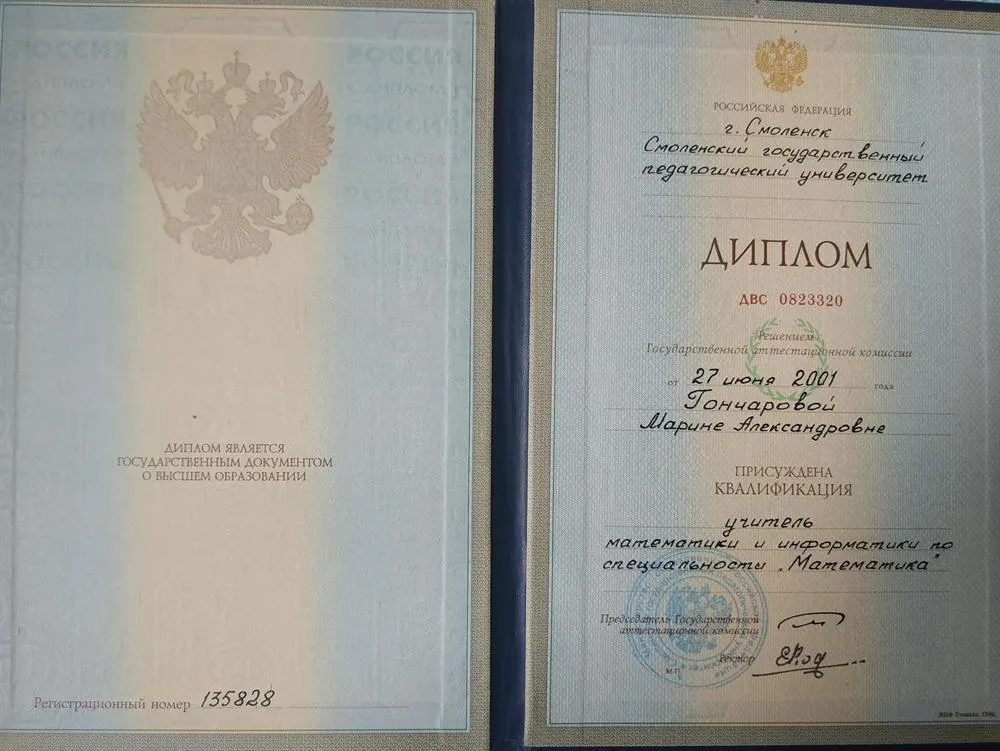 ДИПЛОМ ЯВЛЯЕТСЯ
ГОСУДАРСТВЕННЫМ ДОКУМЕНТОМ
О ВЫСШЕМ ОБРАЗОВАНИИ
Регистрационный номер 135828
РОССИЙСКАЯ ФЕДЕРАЦИЯ
г. Смоленск
Смоленский государственный
педагогический университет
ДИПЛОМ
ДВС 0823320
Решением
Государственной аттестационной комиссии
от 27 июня 2001 года
Гончаровой
Марине Александровне
ПРИСУЖДЕНА
КВАЛИФИКАЦИЯ
учитель
математики и информатики по
специальности „Математика"
Председатель Государственной
аттестационной комиссии
Ректор
М.П.